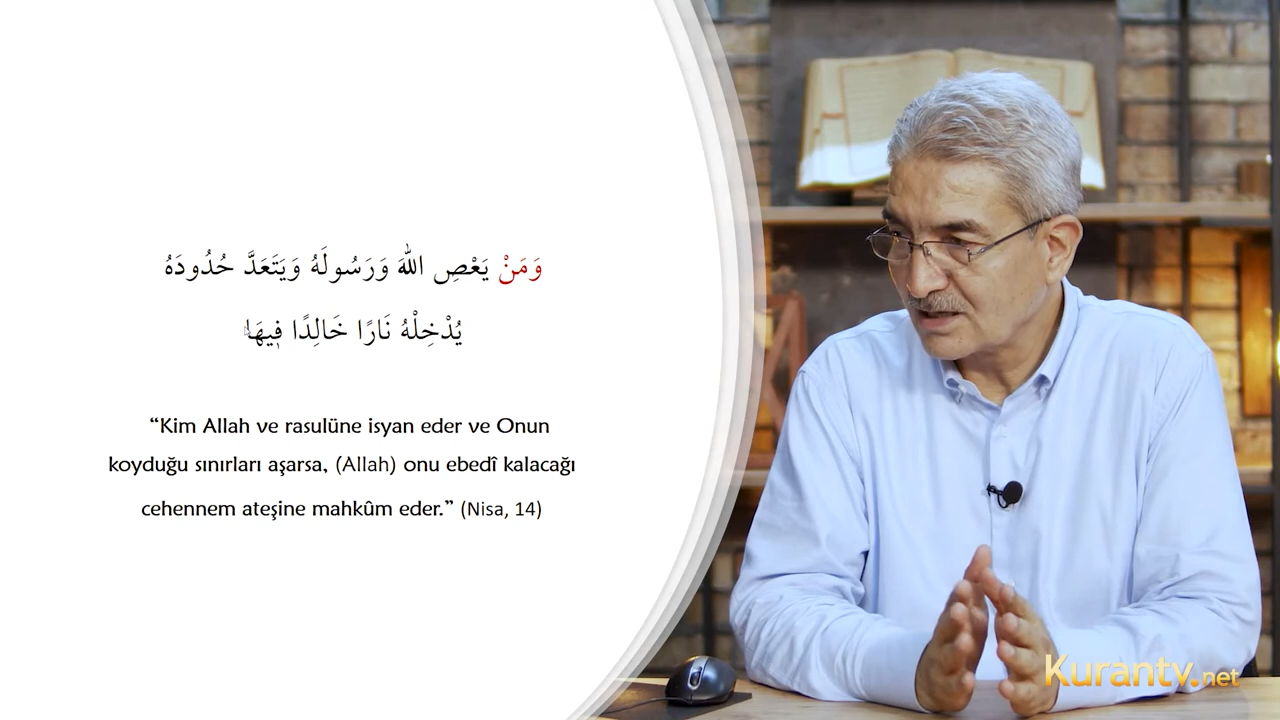 وَمَنْ يَعْصِ اللّٰهَ وَرَسُولَهُ وَيَتَعَدَّ حُدُودَهُ
يُدْخِلْهُ نَارًا خَالِدًا فِيهَا
“Kim Allah ve rasulüne isyan eder ve Onun
koyduğu sınırları aşarsa, (Allah) onu ebedî kalacağı
cehennem ateşine mahkûm eder.” (Nisa, 14)
Kurantv.net